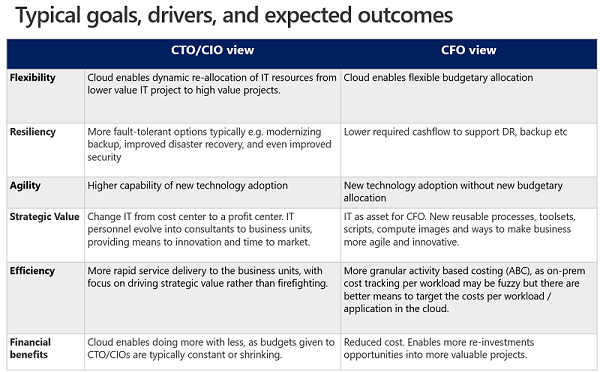 Typical goals, drivers, and expected outcomes
CTO/CIO view
CFO view
Flexibility
Cloud enables dynamic re-allocation of IT resources from
lower value IT project to high value projects.
Cloud enables flexible budgetary allocation
Resiliency
More fault-tolerant options typically e.g. modernizing
backup, improved disaster recovery, and even improved
security
Lower required cashflow to support DR, backup etc
Agility
Higher capability of new technology adoption
New technology adoption without new budgetary
allocation
Strategic Value
Change IT from cost center to a profit center. IT
personnel evolve into consultants to business units,
providing means to innovation and time to market.
IT as asset for CFO. New reusable processes, toolsets,
scripts, compute images and ways to make business
more agile and innovative.
Efficiency
More rapid service delivery to the business units, with
focus on driving strategic value rather than firefighting.
More granular activity based costing (ABC), as on-prem
cost tracking per workload may be fuzzy but there are
better means to target the costs per workload /
application in the cloud.
Financial
benefits
Cloud enables doing more with less, as budgets given to
CTO/CIOs are typically constant or shrinking.
Reduced cost. Enables more re-investments
opportunities into more valuable projects.